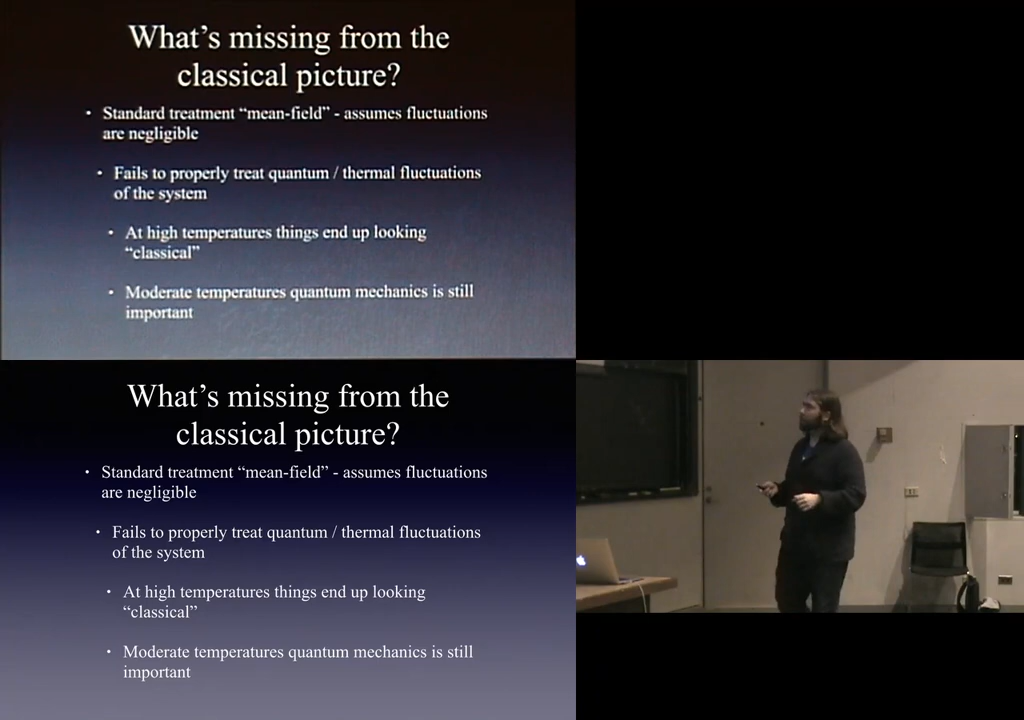 What's missing from the
classical picture?
• Standard treatment “mean-field” - assumes fluctuations
are negligible
• Fails to properly treat quantum / thermal fluctuations
of the system
• At high temperatures things end up looking
“classical”
• Moderate temperatures quantum mechanics is still
important
What's missing from the
classical picture?
• Standard treatment “mean-field” - assumes fluctuations
are negligible
• Fails to properly treat quantum / thermal fluctuations
of the system
• At high temperatures things end up looking
“classical”
• Moderate temperatures quantum mechanics is still
important